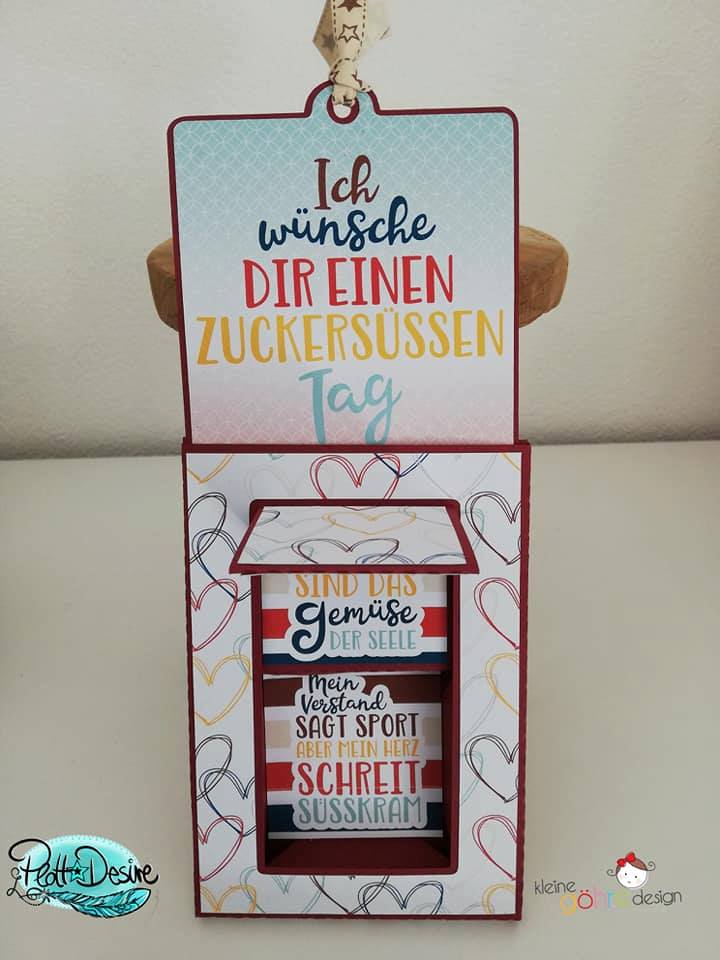 Ich
wünsche
DIR EINEN
ZUCKERSÜSSEN
Tag
SIND DAS
gemüse
DER SEELE
Mein
Verstand
SAGT SPORT
ABER MEIN HERZ
SCHREIT
SÜSSKRAM
Plott Desire
kleine
göhre design